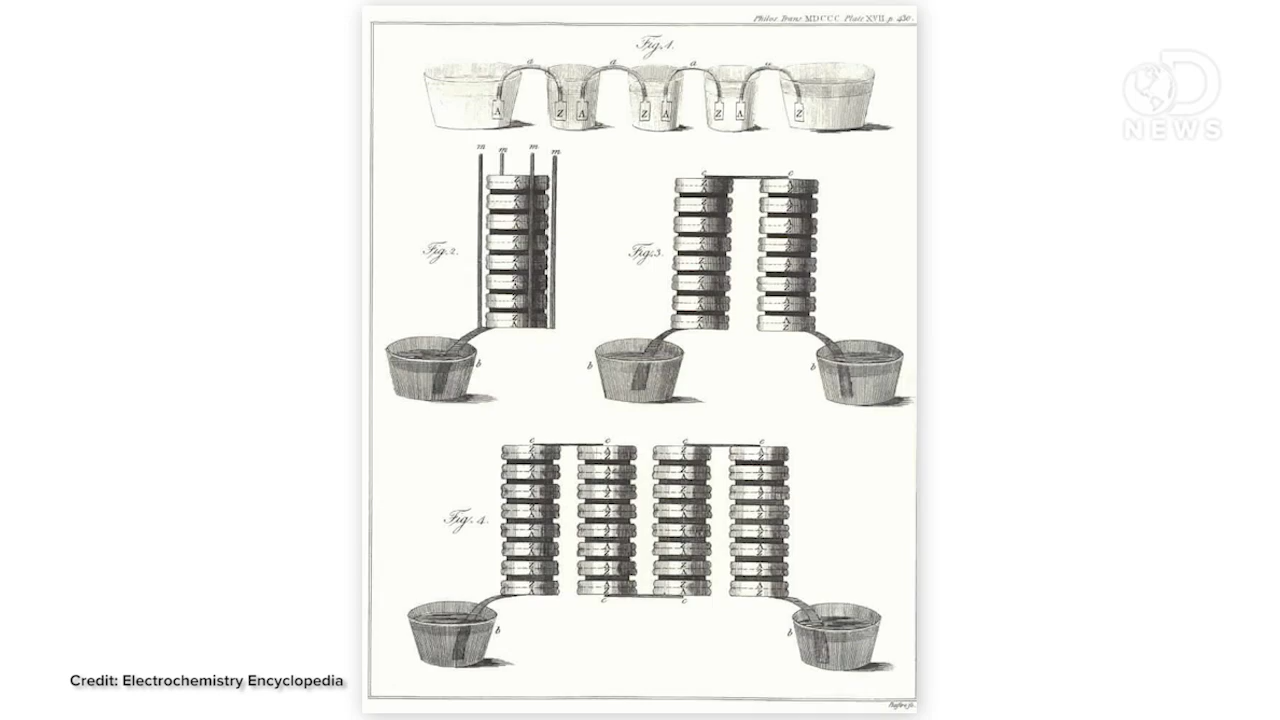 Philos. Trans. MDCCC. Plate XVII. p. 430.
Fig. 1.
a a a a
A Z A Z A Z A Z
m m m m
c c
Fig. 2.
Fig. 3.
b b b
c c c c
Fig. 4.
c c
b b
D
NEWS
Credit: Electrochemistry Encyclopedia